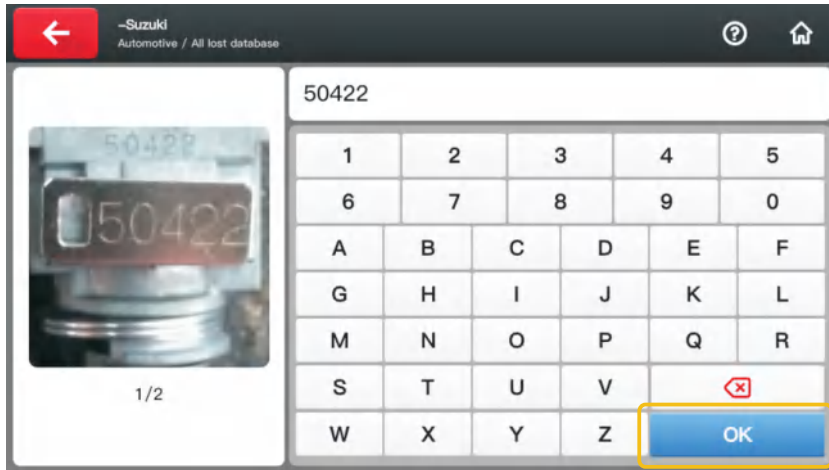 –Suzuki
Automotive / All lost database
50422
50422
50422
1/2
1 2 3 4 5
6 7 8 9 0
A B C D E F
G H I J K L
M N O P Q R
S T U V
W X Y Z OK